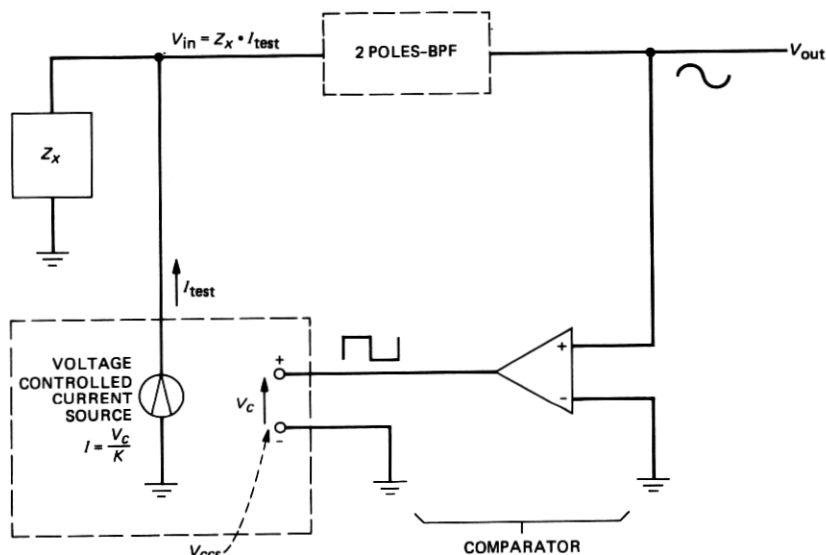 V_in = Z_x • I_test
2 POLES–BPF
V_out
Z_x
I_test
VOLTAGE
CONTROLLED
CURRENT
SOURCE
I = V_c / K
+
V_c
-
+
-
V_ccs
COMPARATOR